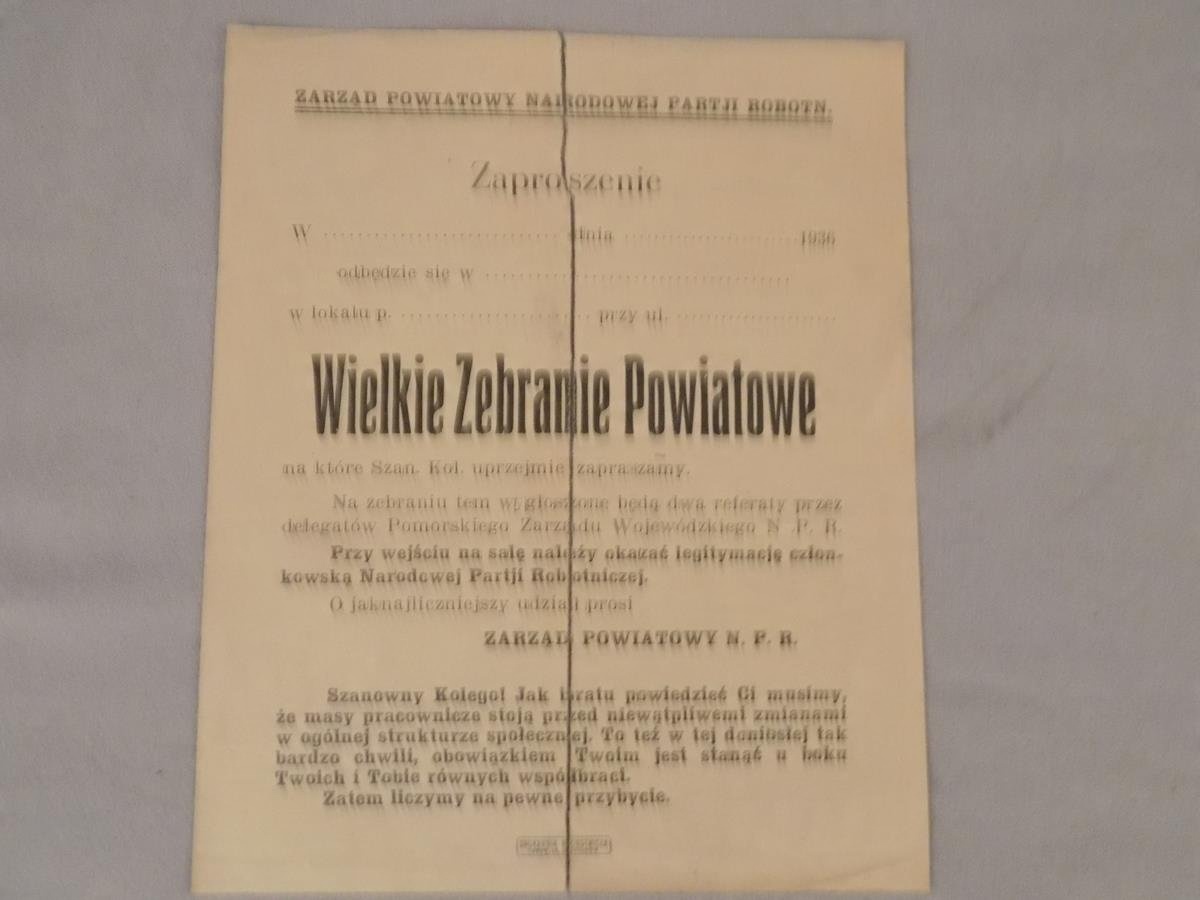 ZARZĄD POWIATOWY NARODOWEJ PARTJI ROBOTN.
Zaproszenie
W ........................ dnia .................. 1936
odbędzie się w ................................
w lokalu p. .................... przy ul. ................
Wielkie Zebranie Powiatowe
na które Szan. Kol. uprzejmie zapraszamy.
Na zebraniu tem wygłoszone będą dwa referaty przez
delegatów Pomorskiego Zarządu Wojewódzkiego N. P. R.
Przy wejściu na salę należy okazać legitymację człon-
kowską Narodowej Partji Robotniczej.
O jaknajliczniejszy udział prosi
ZARZĄD POWIATOWY N. P. R.
Szanowny Kolego! Jak bratu powiedzieć Ci musimy,
że masy pracownicze stoją przed niewątpliwemi zmianami
w ogólnej strukturze społecznej. To też w tej doniosłej tak
bardzo chwili, obowiązkiem Twoim jest stanąć u boku
Twoich i Tobie równych współbraci.
Zatem liczymy na pewne przybycie.